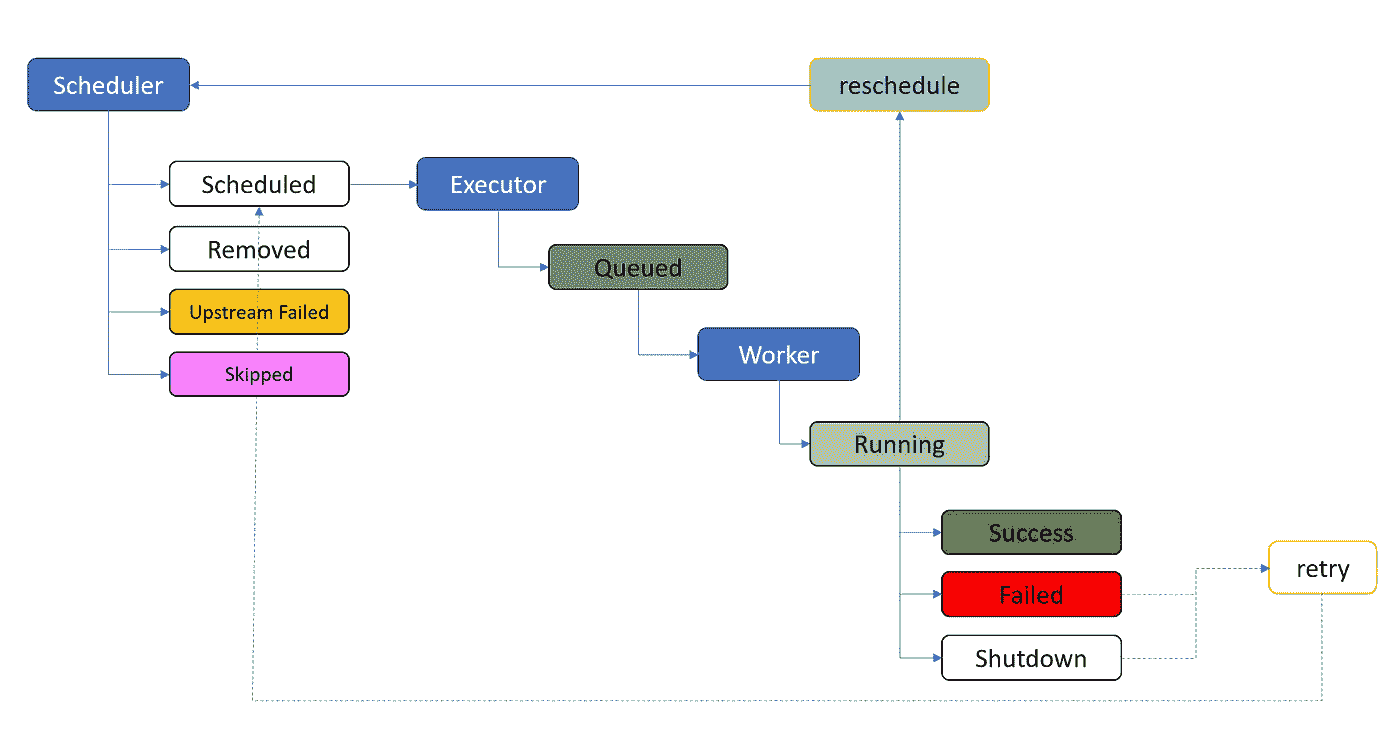 Scheduler
reschedule
Scheduled
Executor
Removed
Queued
Upstream Failed
Worker
Skipped
Running
Success
retry
Failed
Shutdown